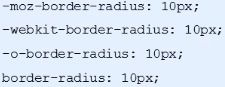 -moz-border-radius: 10px;
-webkit-border-radius: 10px;
-o-border-radius: 10px;
border-radius: 10px;